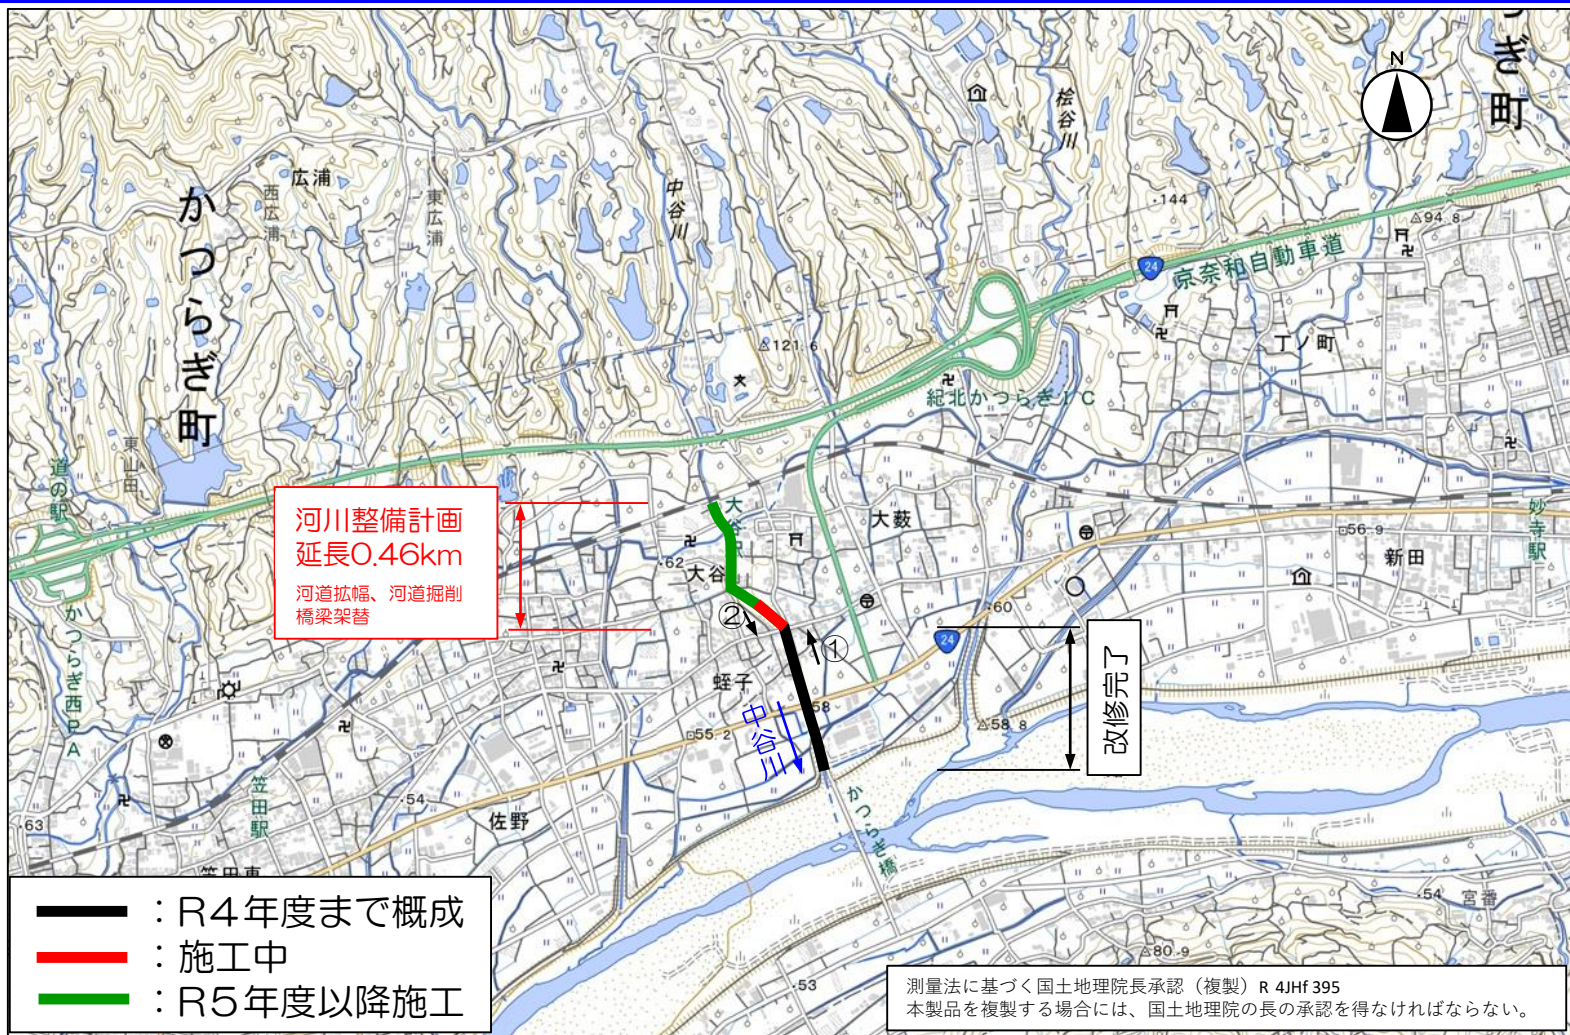 つらぎ町
N
かつらぎ町
広浦
西広浦
東広浦
中谷川
桧谷川
・144
△94.8
24
京奈和自動車道
丁ノ町
△121.6
紀北かつらぎIC
東山田
道の駅
かつらぎ西PA
河川整備計画
延長0.46km
河道拡幅、河道掘削
橋梁架替
大谷駅
大谷
・62
大薮
56.9
新田
妙寺駅
・60
24
②
①
蛭子
58
中谷川
55.2
△58.8
改修完了
かつらぎ橋
笠田駅
・54
佐野
・63
笠田東
・54
宮番
△80.9
・53
：R４年度まで概成
：施工中
：R５年度以降施工
測量法に基づく国土地理院長承認（複製）R 4JHf 395
本製品を複製する場合には、国土地理院の長の承認を得なければならない。